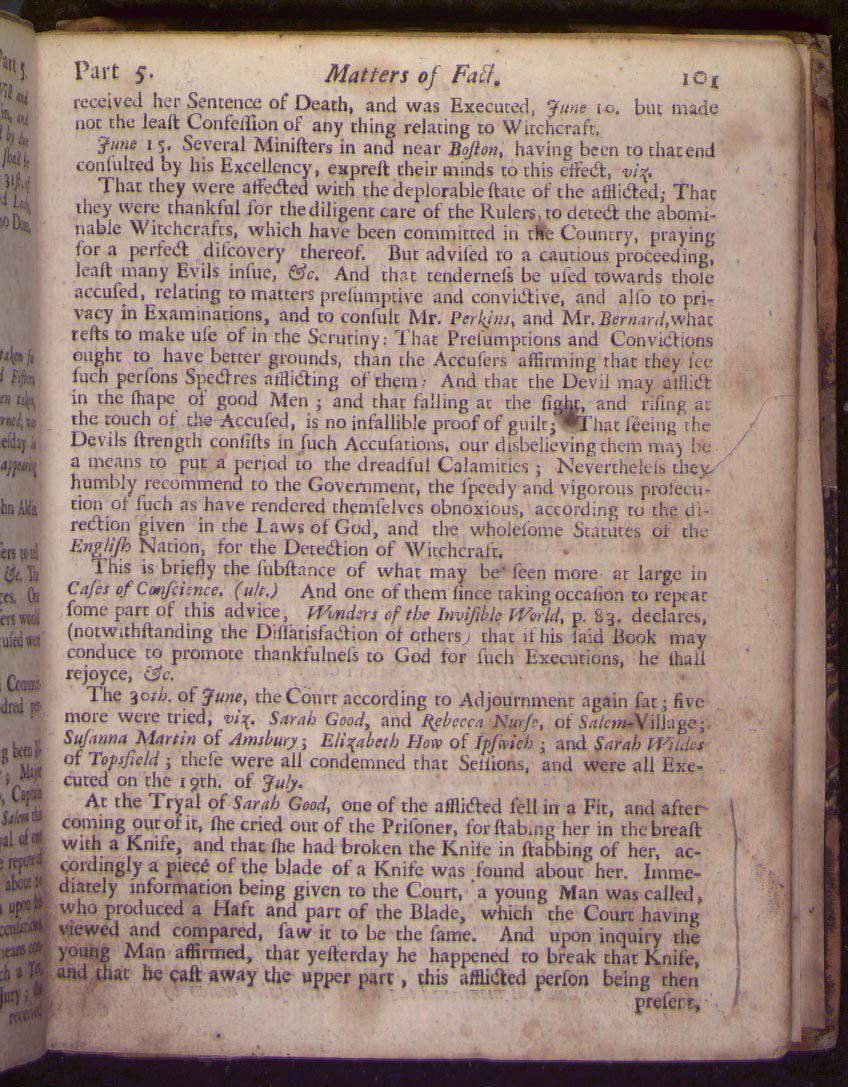 Part 5. Matters of Fact. 101
received her Sentence of Death, and was Executed, June 10. but made
not the leaſt Confeſſion of any thing relating to Witchcraft.
June 15. Several Miniſters in and near Boſton, having been to that end
conſulted by his Excellency, expreſt their minds to this effect, viz.
That they were affected with the deplorable ſtate of the afflicted; That
they were thankful for the diligent care of the Rulers, to detect the abomi-
nable Witchcrafts, which have been committed in the Country, praying
for a perfect diſcovery thereof. But adviſed to a cautious proceeding,
leaſt many Evils inſue, &c. And that tenderneſs be uſed towards thoſe
accuſed, relating to matters preſumptive and convictive, and alſo to pri-
vacy in Examinations, and to conſult Mr. Perkins, and Mr. Bernard, what
teſts to make uſe of in the Scrutiny: That Preſumptions and Convictions
ought to have better grounds, than the Accuſers affirming that they ſee
ſuch perſons Spectres afflicting of them: And that the Devil may afflict
in the ſhape of good Men; and that falling at the ſight, and riſing at
the touch of the Accuſed, is no infallible proof of guilt; That ſeeing the
Devils ſtrength conſiſts in ſuch Accuſations, our disbelieving them may be
a means to put a period to the dreadful Calamities; Nevertheleſs they
humbly recommend to the Government, the ſpeedy and vigorous proſecu-
tion of ſuch as have rendered themſelves obnoxious, according to the di-
rection given in the Laws of God, and the wholeſome Statutes of the
Engliſh Nation, for the Detection of Witchcraft.
This is briefly the ſubſtance of what may be ſeen more at large in
Caſes of Conſcience. (ult.) And one of them ſince taking occaſion to repeat
ſome part of this advice, Wonders of the Inviſible World, p. 83. declares,
(notwithſtanding the Diſſatisfaction of others) that if his ſaid Book may
conduce to promote thankfulneſs to God for ſuch Executions, he ſhall
rejoyce, &c.
The 30th. of June, the Court according to Adjournment again ſat; five
more were tried, viz. Sarah Good, and Rebecca Nurſe, of Salem-Village;
Suſanna Martin of Amsbury; Elizabeth How of Ipſwich; and Sarah Wildes
of Topsfield; theſe were all condemned that Seſſions, and were all Exe-
cuted on the 19th. of July.
At the Tryal of Sarah Good, one of the afflicted fell in a Fit, and after
coming out of it, ſhe cried out of the Priſoner, for ſtabing her in the breaſt
with a Knife, and that ſhe had broken the Knife in ſtabbing of her, ac-
cordingly a piece of the blade of a Knife was found about her. Imme-
diately information being given to the Court, a young Man was called,
who produced a Haft and part of the Blade, which the Court having
viewed and compared, ſaw it to be the ſame. And upon inquiry the
young Man affirmed, that yeſterday he happened to break that Knife,
and that he caſt away the upper part, this afflicted perſon being then
preſent,